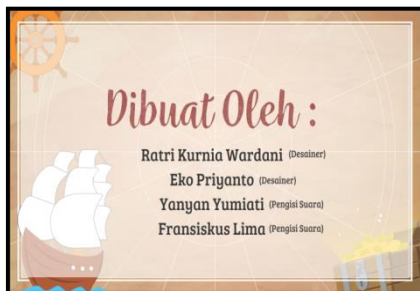 Dibuat Oleh :
Ratri Kurnia Wardani (Desainer)
Eko Priyanto (Desainer)
Yanyan Yumiati (Pengisi Suara)
Fransiskus Lima (Pengisi Suara)